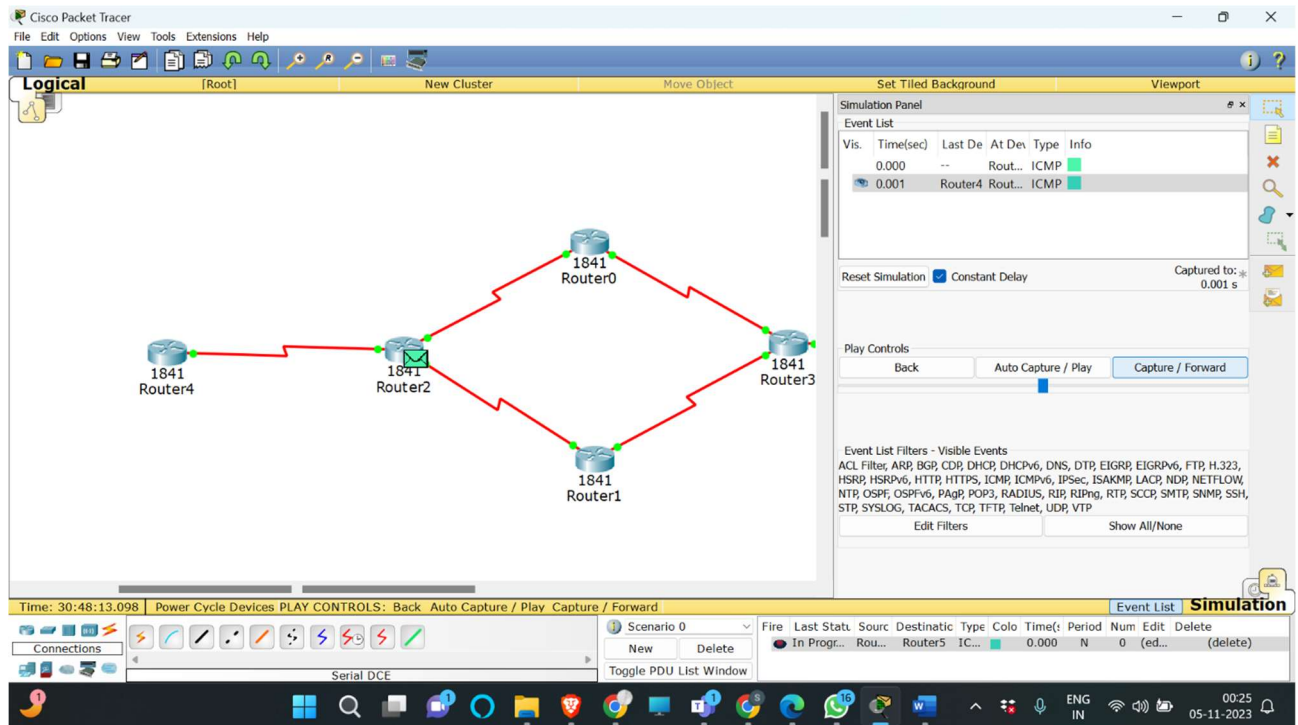 Cisco Packet Tracer
File Edit Options View Tools Extensions Help
Logical [Root] New Cluster Move Object Set Tiled Background Viewport
Simulation Panel
Event List
Vis. Time(sec) Last De At Dev Type Info
0.000 -- Rout... ICMP
0.001 Router4 Rout... ICMP
Reset Simulation Constant Delay
Captured to: *
0.001 s
Play Controls
Back Auto Capture / Play Capture / Forward
Event List Filters - Visible Events
ACL Filter, ARP, BGP, CDP, DHCP, DHCPv6, DNS, DTP, EIGRP, EIGRPv6, FTP, H.323,
HSRP, HSRPv6, HTTP, HTTPS, ICMP, ICMPv6, IPSec, ISAKMP, LACP, NDP, NETFLOW,
NTP, OSPF, OSPFv6, PAgP, POP3, RADIUS, RIP, RIPng, RTP, SCCP, SMTP, SNMP, SSH,
STP, SYSLOG, TACACS, TCP, TFTP, Telnet, UDP, VTP
Edit Filters Show All/None
1841
Router0
1841
Router4
1841
Router2
1841
Router3
1841
Router1
Time: 30:48:13.098 Power Cycle Devices PLAY CONTROLS: Back Auto Capture / Play Capture / Forward
Event List Simulation
Connections
Serial DCE
Scenario 0
New Delete
Toggle PDU List Window
Fire Last Statu Sourc Destinatic Type Colo Time(s Period Num Edit Delete
In Progr... Rou... Router5 IC... 0.000 N 0 (ed... (delete)
1 1 1 S 16
ENG
IN
00:25
05-11-2023